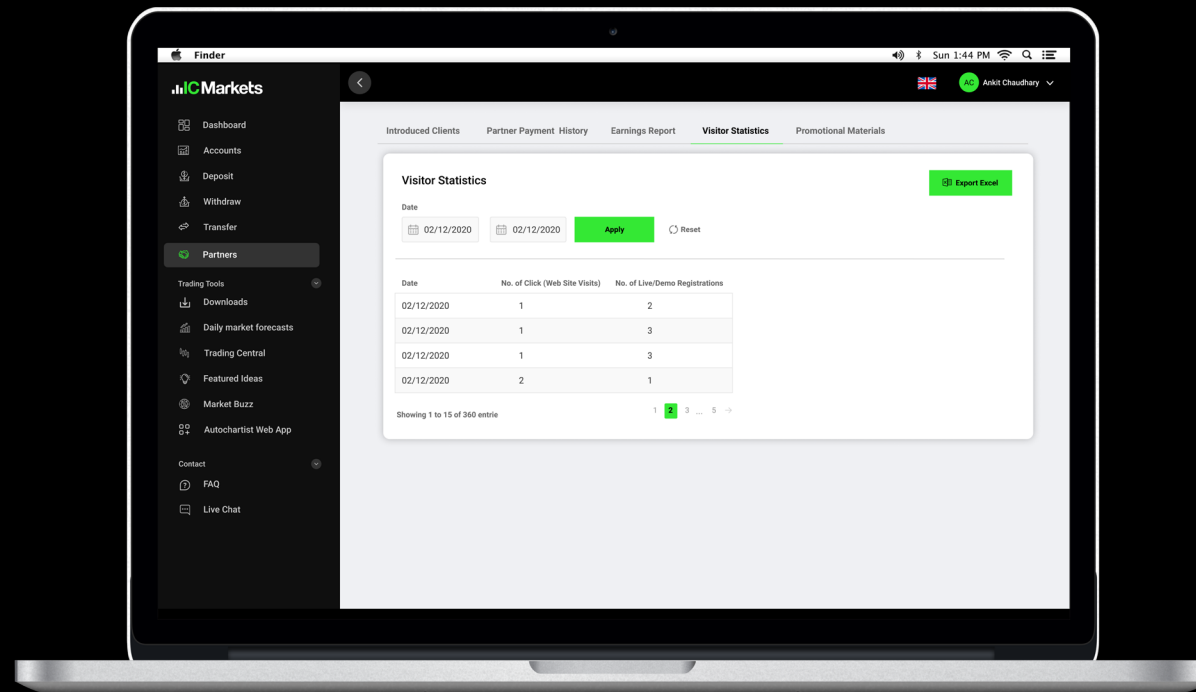 Finder
Sun 1:44 PM
ICMarkets
AC Ankit Chaudhary
Dashboard
Accounts
Deposit
Withdraw
Transfer
Partners
Trading Tools
Downloads
Daily market forecasts
Trading Central
Featured Ideas
Market Buzz
Autochartist Web App
Contact
FAQ
Live Chat
Introduced Clients Partner Payment History Earnings Report Visitor Statistics Promotional Materials
Visitor Statistics
Export Excel
Date
02/12/2020 02/12/2020 Apply Reset
Date No. of Click (Web Site Visits) No. of Live/Demo Registrations
02/12/2020 1 2
02/12/2020 1 3
02/12/2020 1 3
02/12/2020 2 1
Showing 1 to 15 of 360 entrie
1 2 3 ... 5